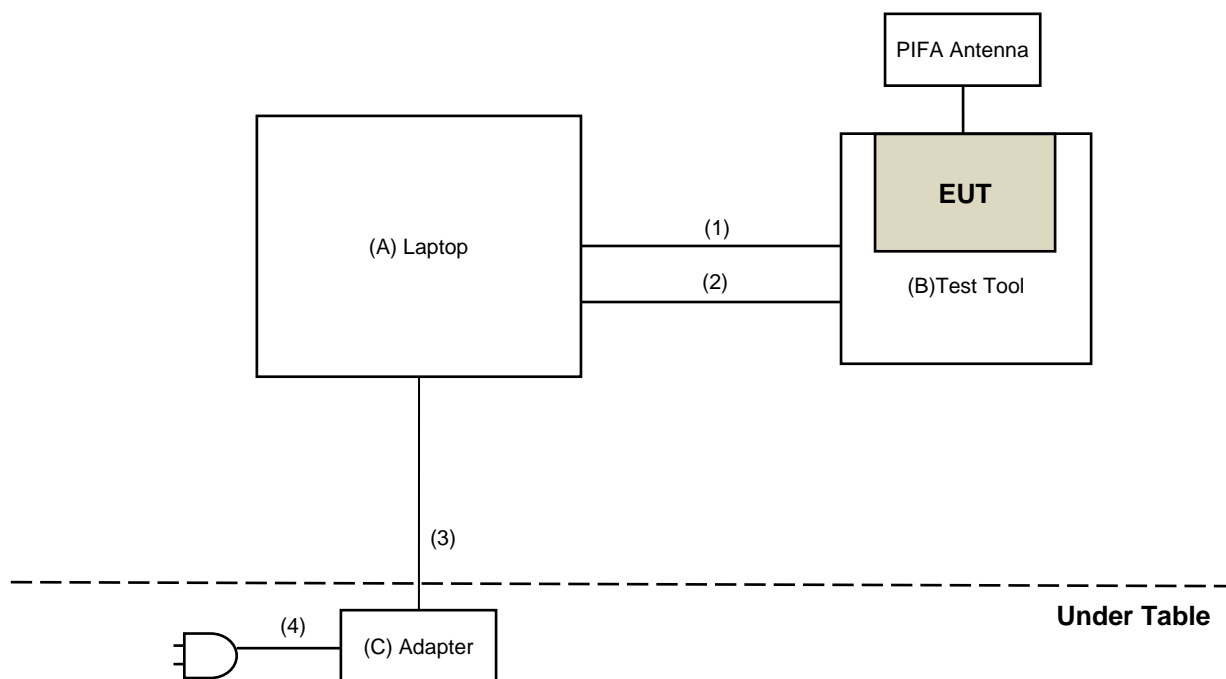 PIFA Antenna
EUT
(A) Laptop
(1)
(2)
(B)Test Tool
(3)
Under Table
(4)
(C) Adapter